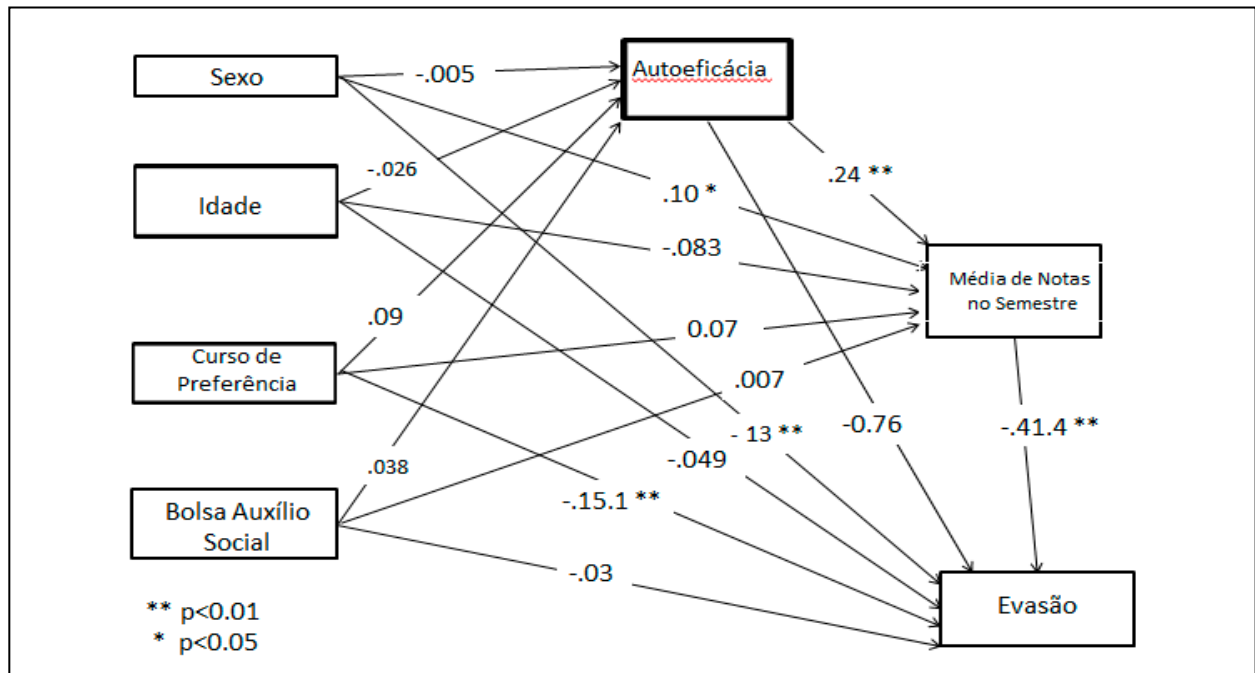 Sexo
-.005
Autoeficácia
-.026
Idade
.24 **
.10 *
-.083
Média de Notas
no Semestre
.09
0.07
Curso de
Preferência
.007
- 13 **
-0.76
-.41.4 **
.038
-.049
-.15.1 **
Bolsa Auxílio
Social
-.03
Evasão
** p<0.01
* p<0.05